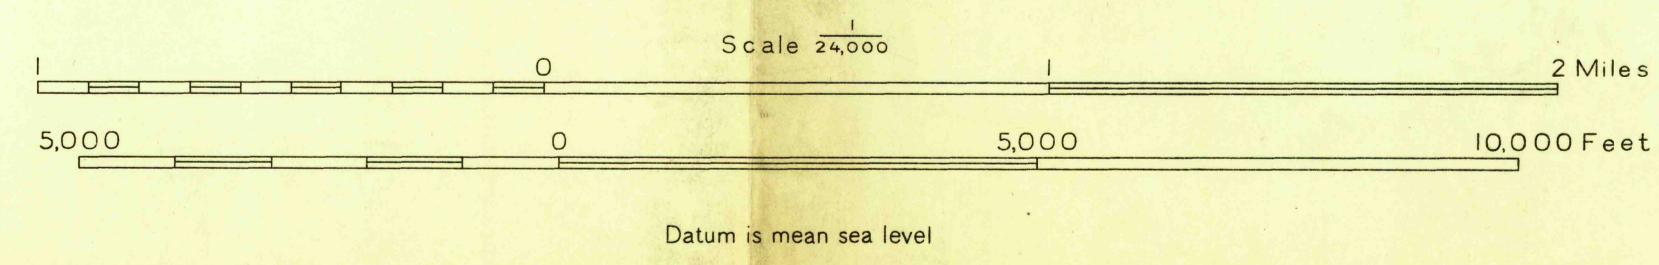 Scale 1/24,000
1 0 1 2 Miles
5,000 0 5,000 10,000 Feet
Datum is mean sea level